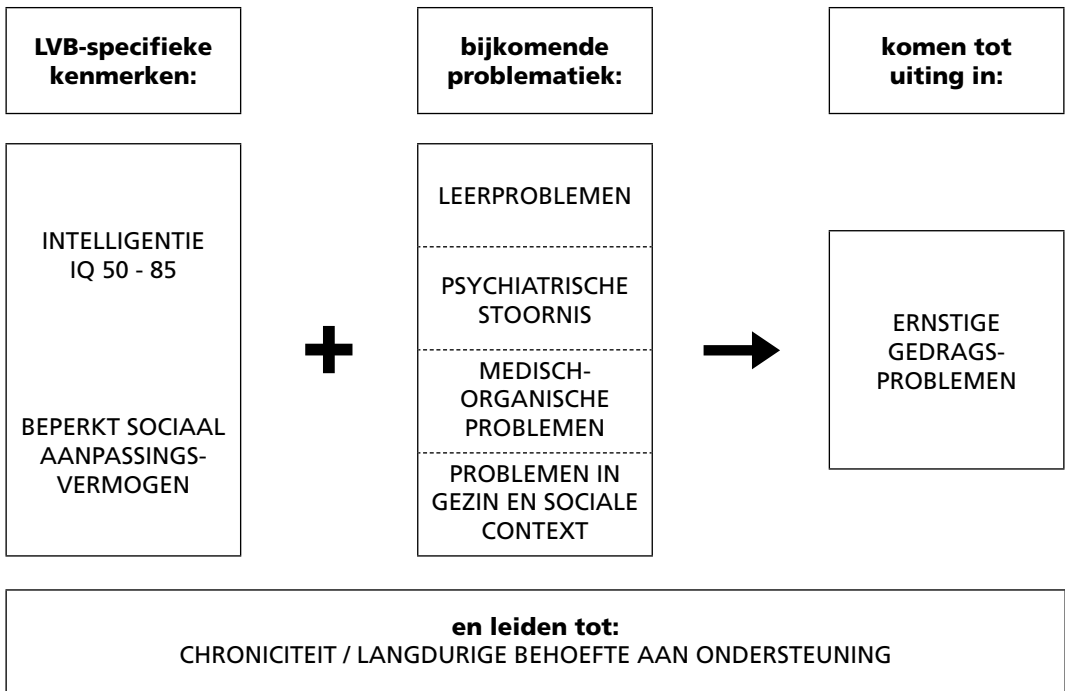 LVB-specifieke
kenmerken:
bijkomende
problematiek:
komen tot
uiting in:
INTELLIGENTIE
IQ 50 - 85
BEPERKT SOCIAAL
AANPASSINGS-
VERMOGEN
+
LEERPROBLEMEN
PSYCHIATRISCHE
STOORNIS
MEDISCH-
ORGANISCHE
PROBLEMEN
PROBLEMEN IN
GEZIN EN SOCIALE
CONTEXT
ERNSTIGE
GEDRAGS-
PROBLEMEN
en leiden tot:
CHRONICITEIT / LANGDURIGE BEHOEFTE AAN ONDERSTEUNING